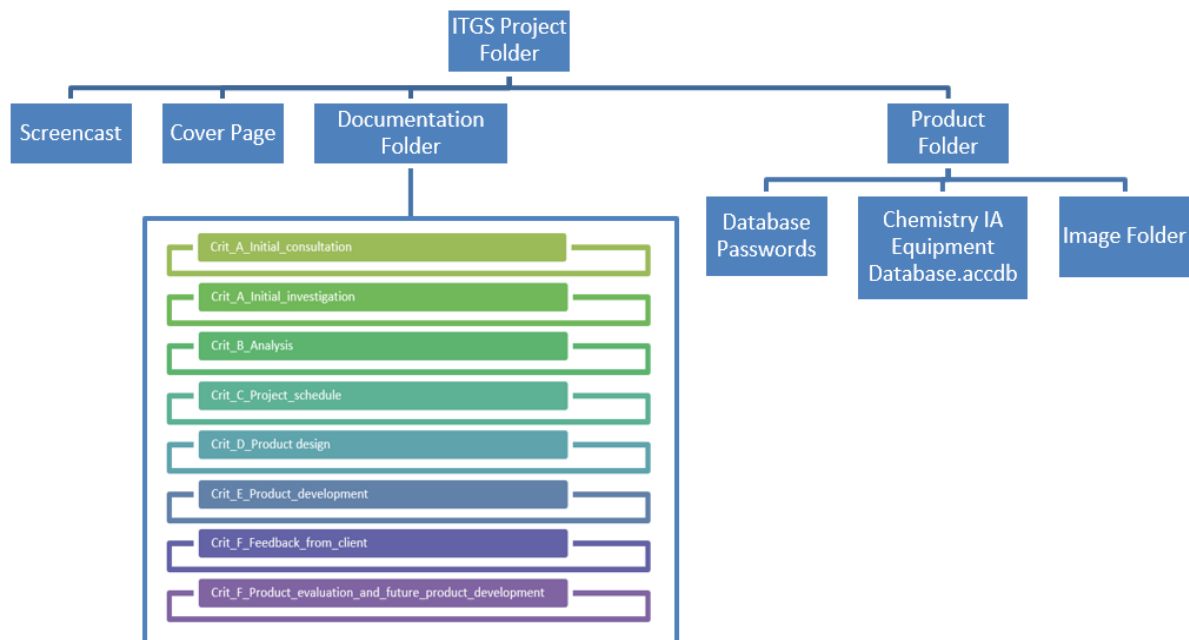 ITGS Project
Folder
Screencast
Cover Page
Documentation
Folder
Product
Folder
Database
Passwords
Chemistry IA
Equipment
Database.accdb
Image Folder
Crit_A_Initial_consultation
Crit_A_Initial_investigation
Crit_B_Analysis
Crit_C_Project_schedule
Crit_D_Product design
Crit_E_Product_development
Crit_F_Feedback_from_client
Crit_F_Product_evaluation_and_future_product_development